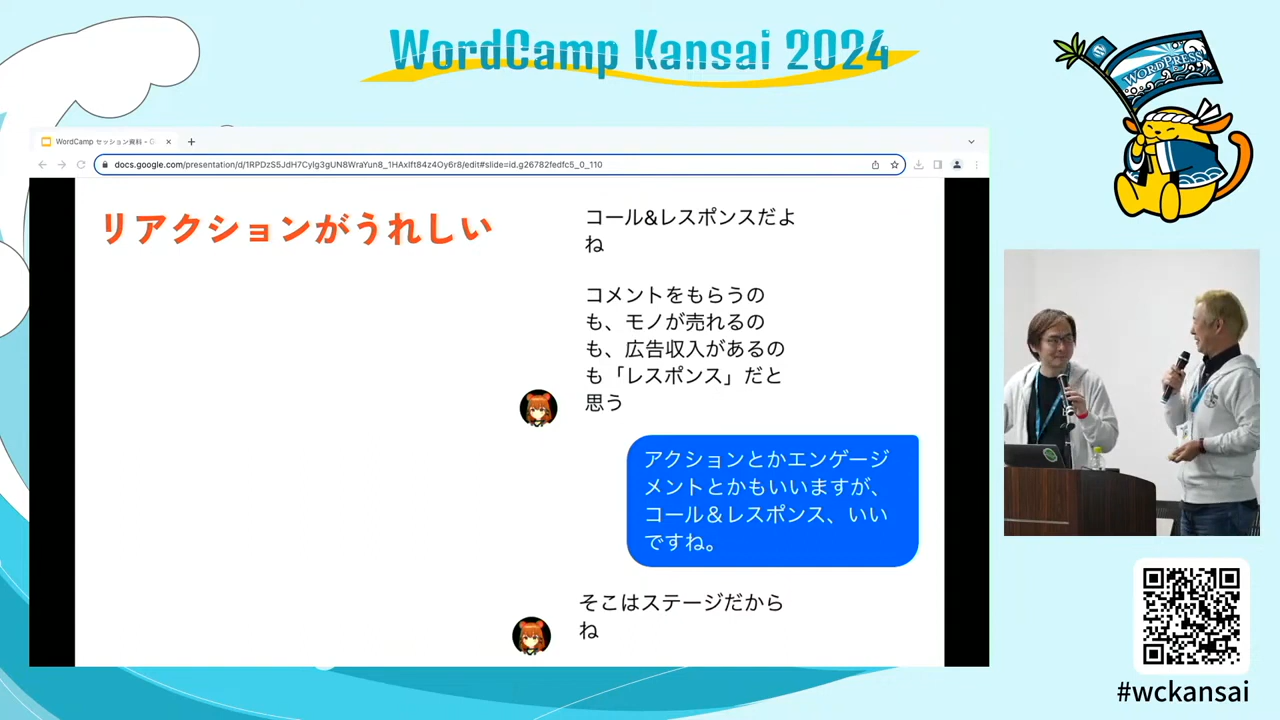 WordCamp Kansai 2024
WORDPRESS
WordCamp セッション資料 - G
docs.google.com/presentation/d/1RPDzS5JdH7Cylg3gUN8WraYun8_1HAxIft84z4Oy6r8/edit#slide=id.g26782fedfc5_0_110
リアクションがうれしい
コール&レスポンスだよ
ね
コメントをもらうの
も、モノが売れるの
も、広告収入があるの
も「レスポンス」だと
思う
アクションとかエンゲージ
メントとかもいいますが、
コール＆レスポンス、いい
ですね。
そこはステージだから
ね
#wckansai